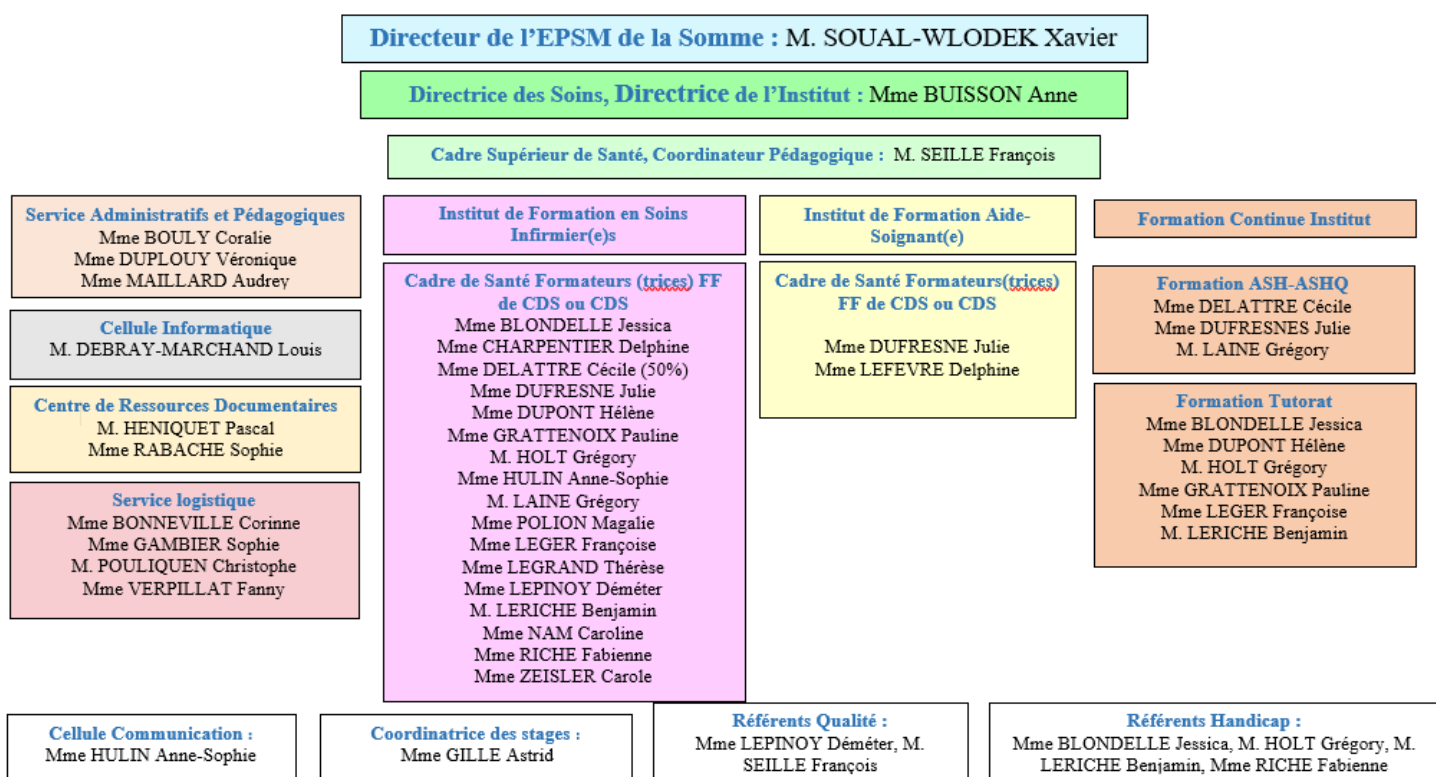 Directeur de l'EPSM de la Somme : M. SOUAL-WLODEK Xavier
Directrice des Soins, Directrice de l'Institut : Mme BUISSON Anne
Cadre Supérieur de Santé, Coordinateur Pédagogique : M. SEILLE François
Service Administratifs et Pédagogiques
Mme BOULY Coralie
Mme DUPLOUY Véronique
Mme MAILLARD Audrey
Cellule Informatique
M. DEBRAY-MARCHAND Louis
Centre de Ressources Documentaires
M. HENIQUET Pascal
Mme RABACHE Sophie
Service logistique
Mme BONNEVILLE Corinne
Mme GAMBIER Sophie
M. POULIQUEN Christophe
Mme VERPILLAT Fanny
Institut de Formation en Soins
Infirmier(e)s
Cadre de Santé Formateurs (trices) FF
de CDS ou CDS
Mme BLONDELLE Jessica
Mme CHARPENTIER Delphine
Mme DELATTRE Cécile (50%)
Mme DUFRESNE Julie
Mme DUPONT Hélène
Mme GRATTENOIX Pauline
M. HOLT Grégory
Mme HULIN Anne-Sophie
M. LAINE Grégory
Mme POLION Magalie
Mme LEGER Françoise
Mme LEGRAND Thérèse
Mme LEPINOY Déméter
M. LERICHE Benjamin
Mme NAM Caroline
Mme RICHE Fabienne
Mme ZEISLER Carole
Institut de Formation Aide-
Soignant(e)
Cadre de Santé Formateurs(trices)
FF de CDS ou CDS
Mme DUFRESNE Julie
Mme LEFEVRE Delphine
Formation Continue Institut
Formation ASH-ASHQ
Mme DELATTRE Cécile
Mme DUFRESNES Julie
M. LAINE Grégory
Formation Tutorat
Mme BLONDELLE Jessica
Mme DUPONT Hélène
M. HOLT Grégory
Mme GRATTENOIX Pauline
Mme LEGER Françoise
M. LERICHE Benjamin
Cellule Communication :
Mme HULIN Anne-Sophie
Coordinatrice des stages :
Mme GILLE Astrid
Référents Qualité :
Mme LEPINOY Déméter, M.
SEILLE François
Référents Handicap :
Mme BLONDELLE Jessica, M. HOLT Grégory, M.
LERICHE Benjamin, Mme RICHE Fabienne